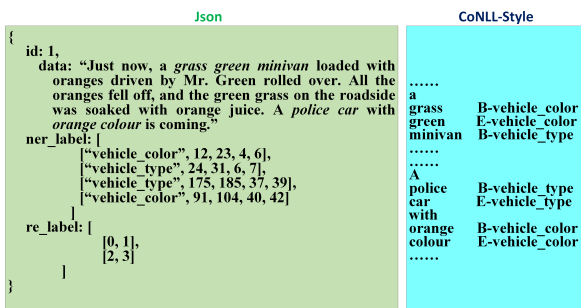 Json
{
id: 1,
data: “Just now, a grass green minivan loaded with
oranges driven by Mr. Green rolled over. All the
oranges fell off, and the green grass on the roadside
was soaked with orange juice. A police car with
orange colour is coming.”
ner_label: [
[“vehicle_color”, 12, 23, 4, 6],
[“vehicle_type”, 24, 31, 6, 7],
[“vehicle_type”, 175, 185, 37, 39],
[“vehicle_color”, 91, 104, 40, 42]
]
re_label: [
[0, 1],
[2, 3]
]
}
CoNLL-Style
......
a
grass B-vehicle_color
green E-vehicle_color
minivan B-vehicle_type
......
......
A
police B-vehicle_type
car E-vehicle_type
with
orange B-vehicle_color
colour E-vehicle_color
......